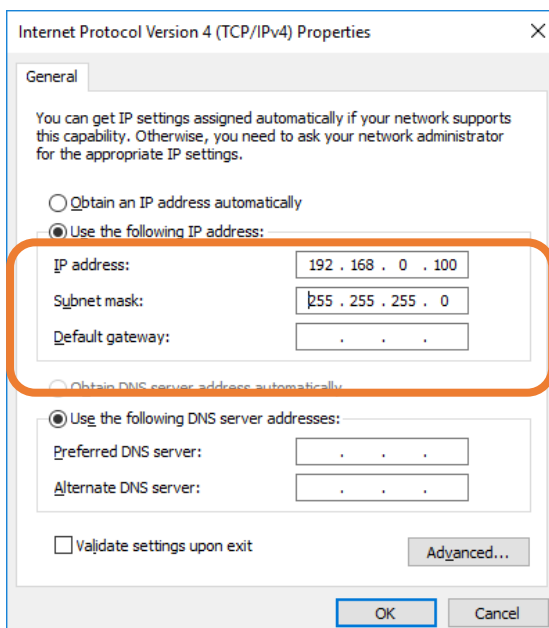 Internet Protocol Version 4 (TCP/IPv4) Properties
General
You can get IP settings assigned automatically if your network supports
this capability. Otherwise, you need to ask your network administrator
for the appropriate IP settings.
Obtain an IP address automatically
Use the following IP address:
IP address: 192 . 168 . 0 . 100
Subnet mask: 255 . 255 . 255 . 0
Default gateway: . . .
Obtain DNS server address automatically
Use the following DNS server addresses:
Preferred DNS server: . . .
Alternate DNS server: . . .
Validate settings upon exit
Advanced...
OK Cancel